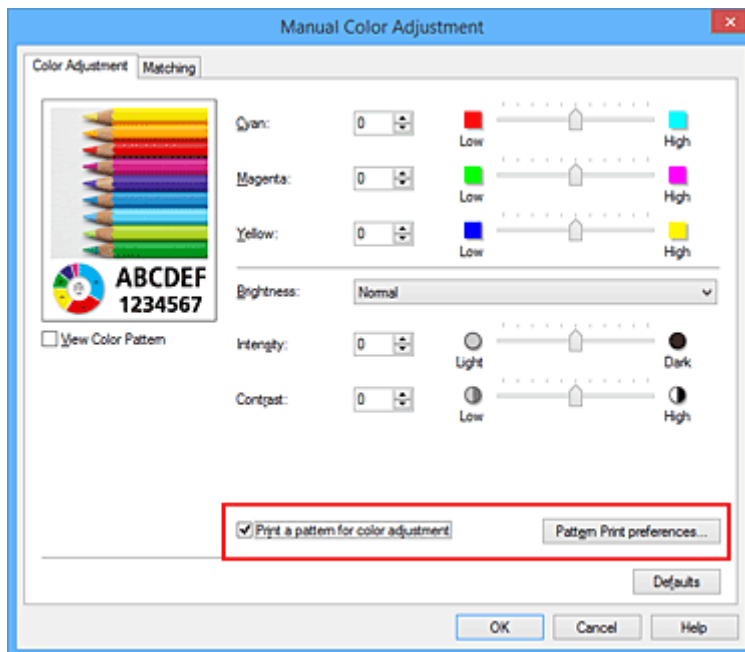 Manual Color Adjustment
Color Adjustment Matching
Cyan: 0 Low High
Magenta: 0 Low High
Yellow: 0 Low High
ABCDEF
1234567
Brightness: Normal
View Color Pattern
Intensity: 0 Light Dark
Contrast: 0 Low High
Print a pattern for color adjustment Pattern Print preferences...
Defaults
OK Cancel Help